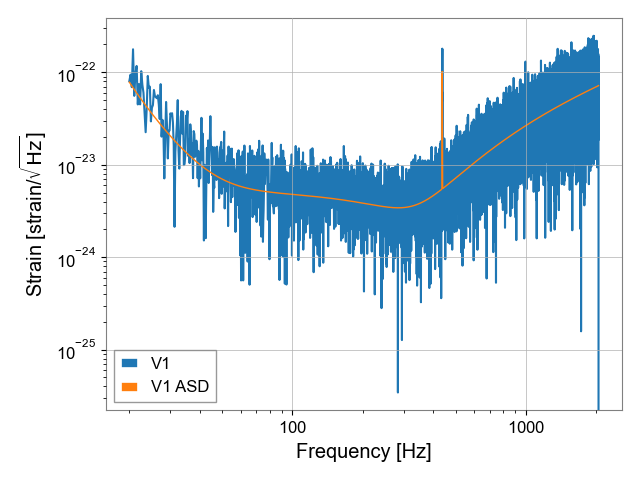 Strain [strain/√Hz]
10⁻²²
10⁻²³
10⁻²⁴
10⁻²⁵
V1
V1 ASD
100
1000
Frequency [Hz]